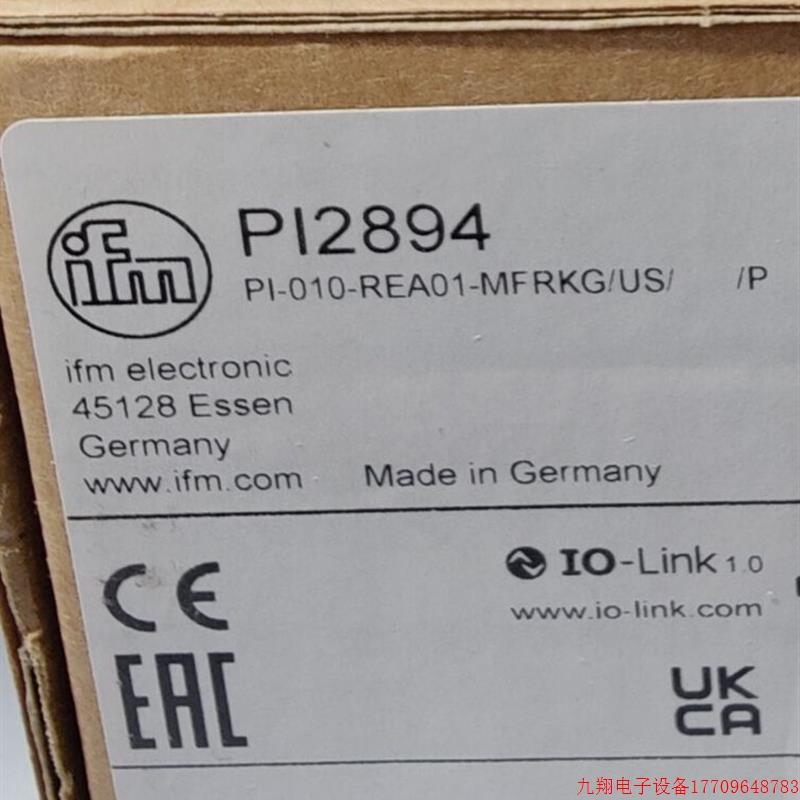 ifm
PI2894
PI-010-REA01-MFRKG/US/ /P
ifm electronic
45128 Essen
Germany
www.ifm.com
Made in Germany
CE
IO-Link 1.0
www.io-link.com
EAC
UK
CA
九翔电子设备17709648783